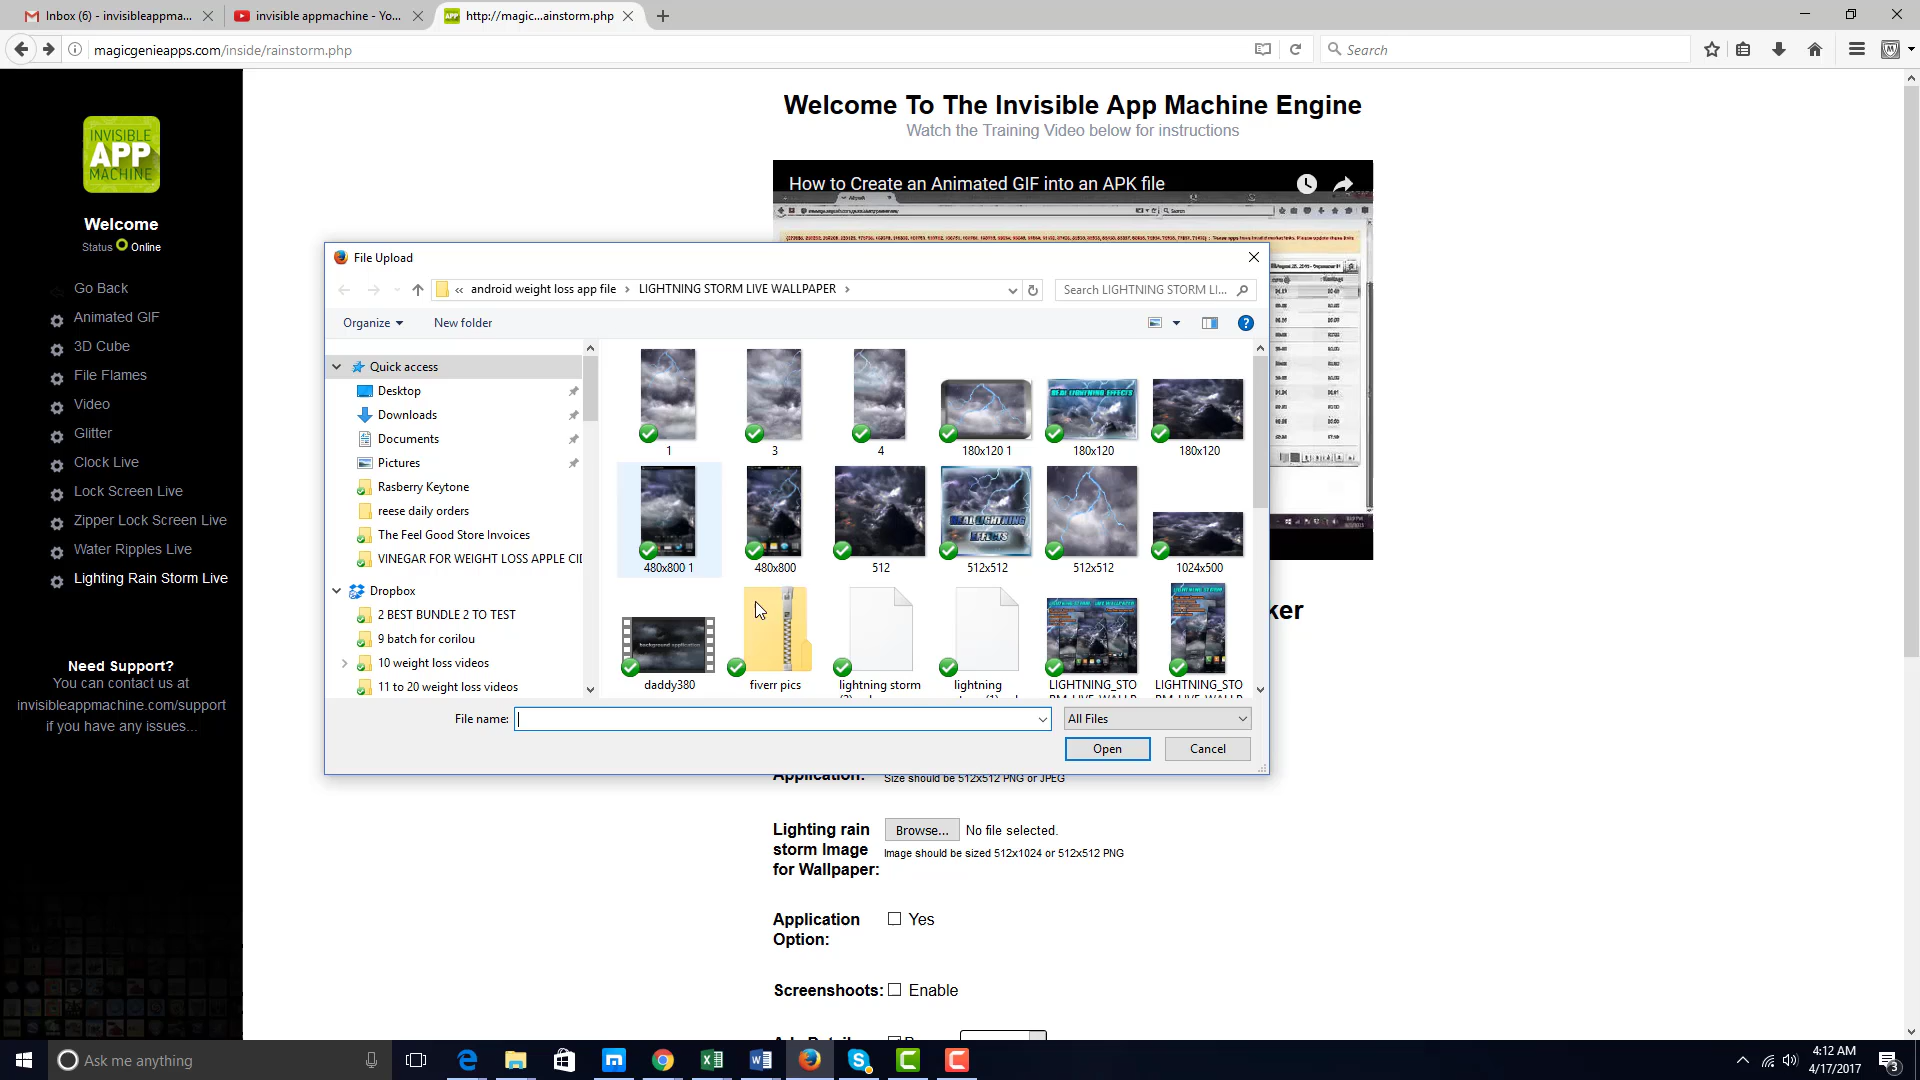 Inbox (6) - invisibleappma...
invisible appmachine - Yo...
http://magic...ainstorm.php
magicgenieapps.com/inside/rainstorm.php
Search
INVISIBLE
APP
MACHINE
Welcome
Status Online
Go Back
Animated GIF
3D Cube
File Flames
Video
Glitter
Clock Live
Lock Screen Live
Zipper Lock Screen Live
Water Ripples Live
Lighting Rain Storm Live
Need Support?
You can contact us at
invisibleappmachine.com/support
if you have any issues...
Welcome To The Invisible App Machine Engine
Watch the Training Video below for instructions
How to Create an Animated GIF into an APK file
File Upload
« android weight loss app file › LIGHTNING STORM LIVE WALLPAPER ›
Search LIGHTNING STORM LI...
Organize
New folder
Quick access
Desktop
Downloads
Documents
Pictures
Rasberry Keytone
reese daily orders
The Feel Good Store Invoices
VINEGAR FOR WEIGHT LOSS APPLE CID
Dropbox
2 BEST BUNDLE 2 TO TEST
9 batch for corilou
10 weight loss videos
11 to 20 weight loss videos
REAL LIGHTNING EFFECTS
1
3
4
180x120 1
180x120
180x120
REAL LIGHTNING
EFFECTS
480x800 1
480x800
512
512x512
512x512
1024x500
background application
daddy380
fiverr pics
lightning storm
lightning
LIGHTNING_STO
LIGHTNING_STO
File name:
All Files
Open
Cancel
ker
Application:
Size should be 512x512 PNG or JPEG
Lighting rain
storm Image
for Wallpaper:
Browse...
No file selected.
Image should be sized 512x1024 or 512x512 PNG
Application
Option:
Yes
Screenshoots:
Enable
Ask me anything
4:12 AM
4/17/2017
3